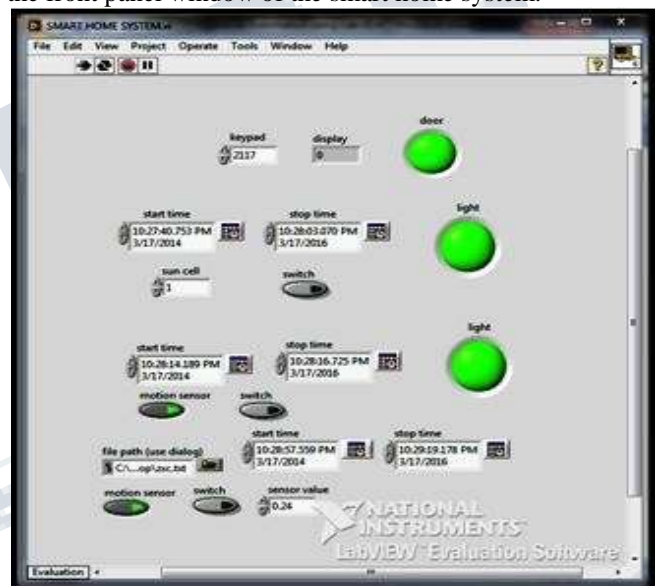 the front panel window of the smart home system.
SMART HOME SYSTEM.vi
File Edit View Project Operate Tools Window Help
door
keypad display
2117 0
start time stop time light
10:27:40.753 PM 10:28:03.070 PM
3/17/2014 3/17/2016
sun cell switch
1
start time stop time light
10:28:14.189 PM 10:28:16.725 PM
3/17/2014 3/17/2016
motion sensor switch
start time stop time
file path (use dialog) 10:28:57.559 PM 10:29:19.178 PM
3/17/2014 3/17/2016
C:\...op\zsc.txt
motion sensor switch sensor value
0.24
NATIONAL
INSTRUMENTS
LabVIEW Evaluation Software
Evaluation